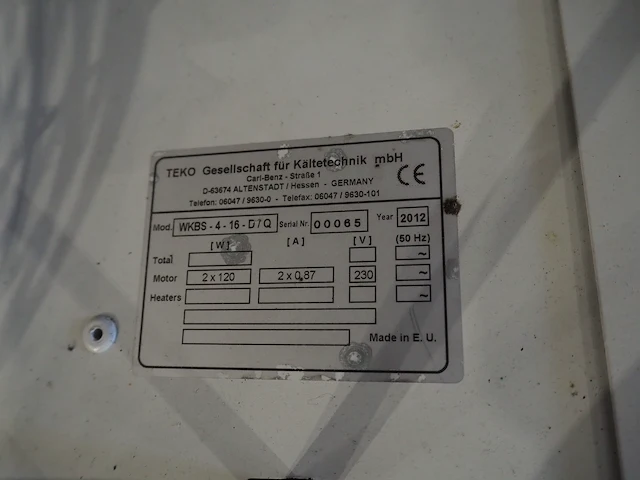 TEKO Gesellschaft für Kältetechnik mbH
Carl-Benz - Straße 1
D-63674 ALTENSTADT / Hessen - GERMANY
Telefon: 06047 / 9630-0 - Telefax: 06047 / 9630-101
CE
Mod. WKBS - 4 - 16 - D / Q Serial Nr. 00065 Year 2012
[ W ] [ A ] [ V ] (50 Hz)
Total ~
Motor 2 x 120 2 x 0,87 230 ~
Heaters ~
Made in E. U.